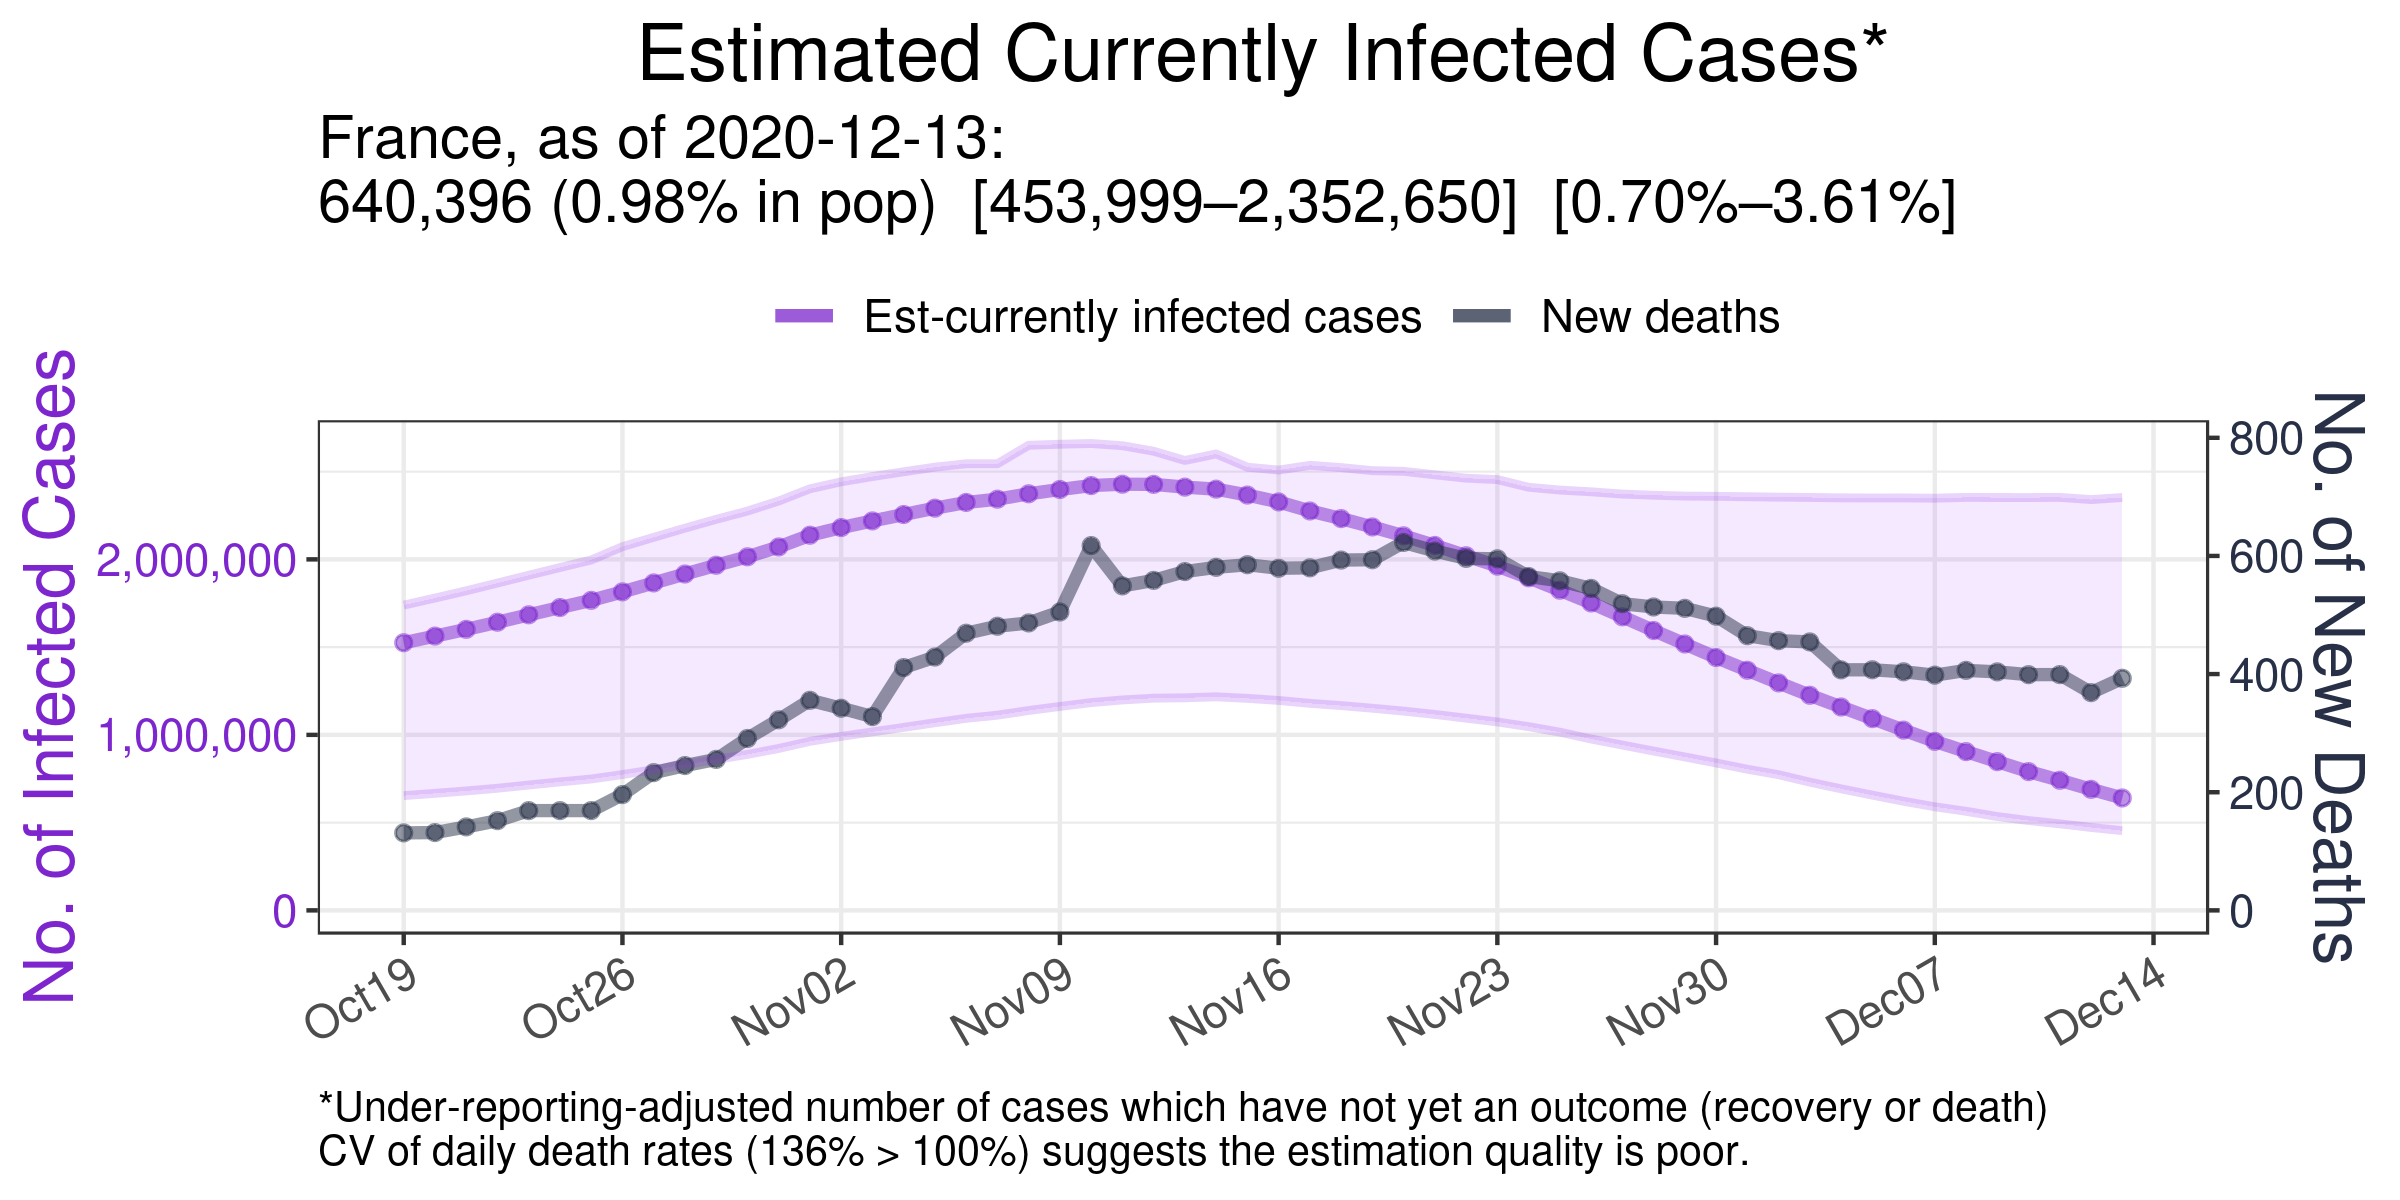 Estimated Currently Infected Cases*
France, as of 2020-12-13:
640,396 (0.98% in pop)  [453,999–2,352,650]  [0.70%–3.61%]
Est-currently infected cases
New deaths
No. of Infected Cases
2,000,000
1,000,000
0
800
600
400
200
0
No. of New Deaths
Oct19
Oct26
Nov02
Nov09
Nov16
Nov23
Nov30
Dec07
Dec14
*Under-reporting-adjusted number of cases which have not yet an outcome (recovery or death)
CV of daily death rates (136% > 100%) suggests the estimation quality is poor.